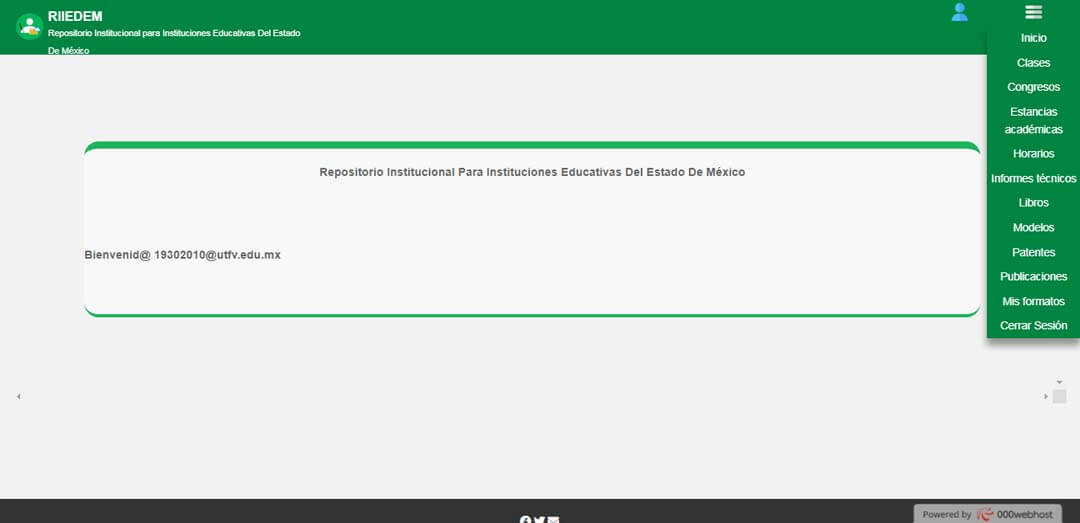 RIIEDEM
Repositorio Institucional para Instituciones Educativas Del Estado
De México
Inicio
Clases
Congresos
Estancias
académicas
Horarios
Informes técnicos
Libros
Modelos
Patentes
Publicaciones
Mis formatos
Cerrar Sesión
Repositorio Institucional Para Instituciones Educativas Del Estado De México
Bienvenid@ 19302010@utfv.edu.mx
Powered by 000webhost